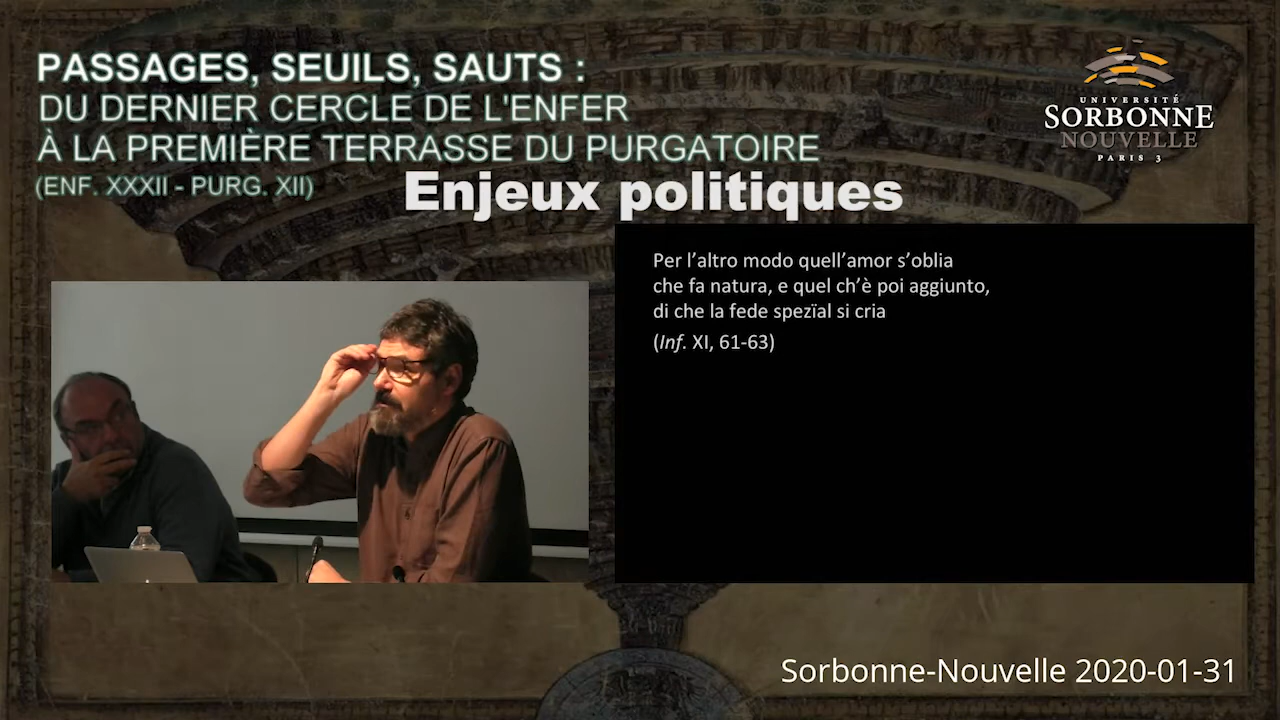 PASSAGES, SEUILS, SAUTS :
DU DERNIER CERCLE DE L'ENFER
À LA PREMIÈRE TERRASSE DU PURGATOIRE
(ENF. XXXII - PURG. XII)
Enjeux politiques
UNIVERSITÉ
SORBONNE
NOUVELLE
PARIS 3
Per l’altro modo quell’amor s’oblia
che fa natura, e quel ch’è poi aggiunto,
di che la fede spezïal si cria
(Inf. XI, 61-63)
Sorbonne-Nouvelle 2020-01-31